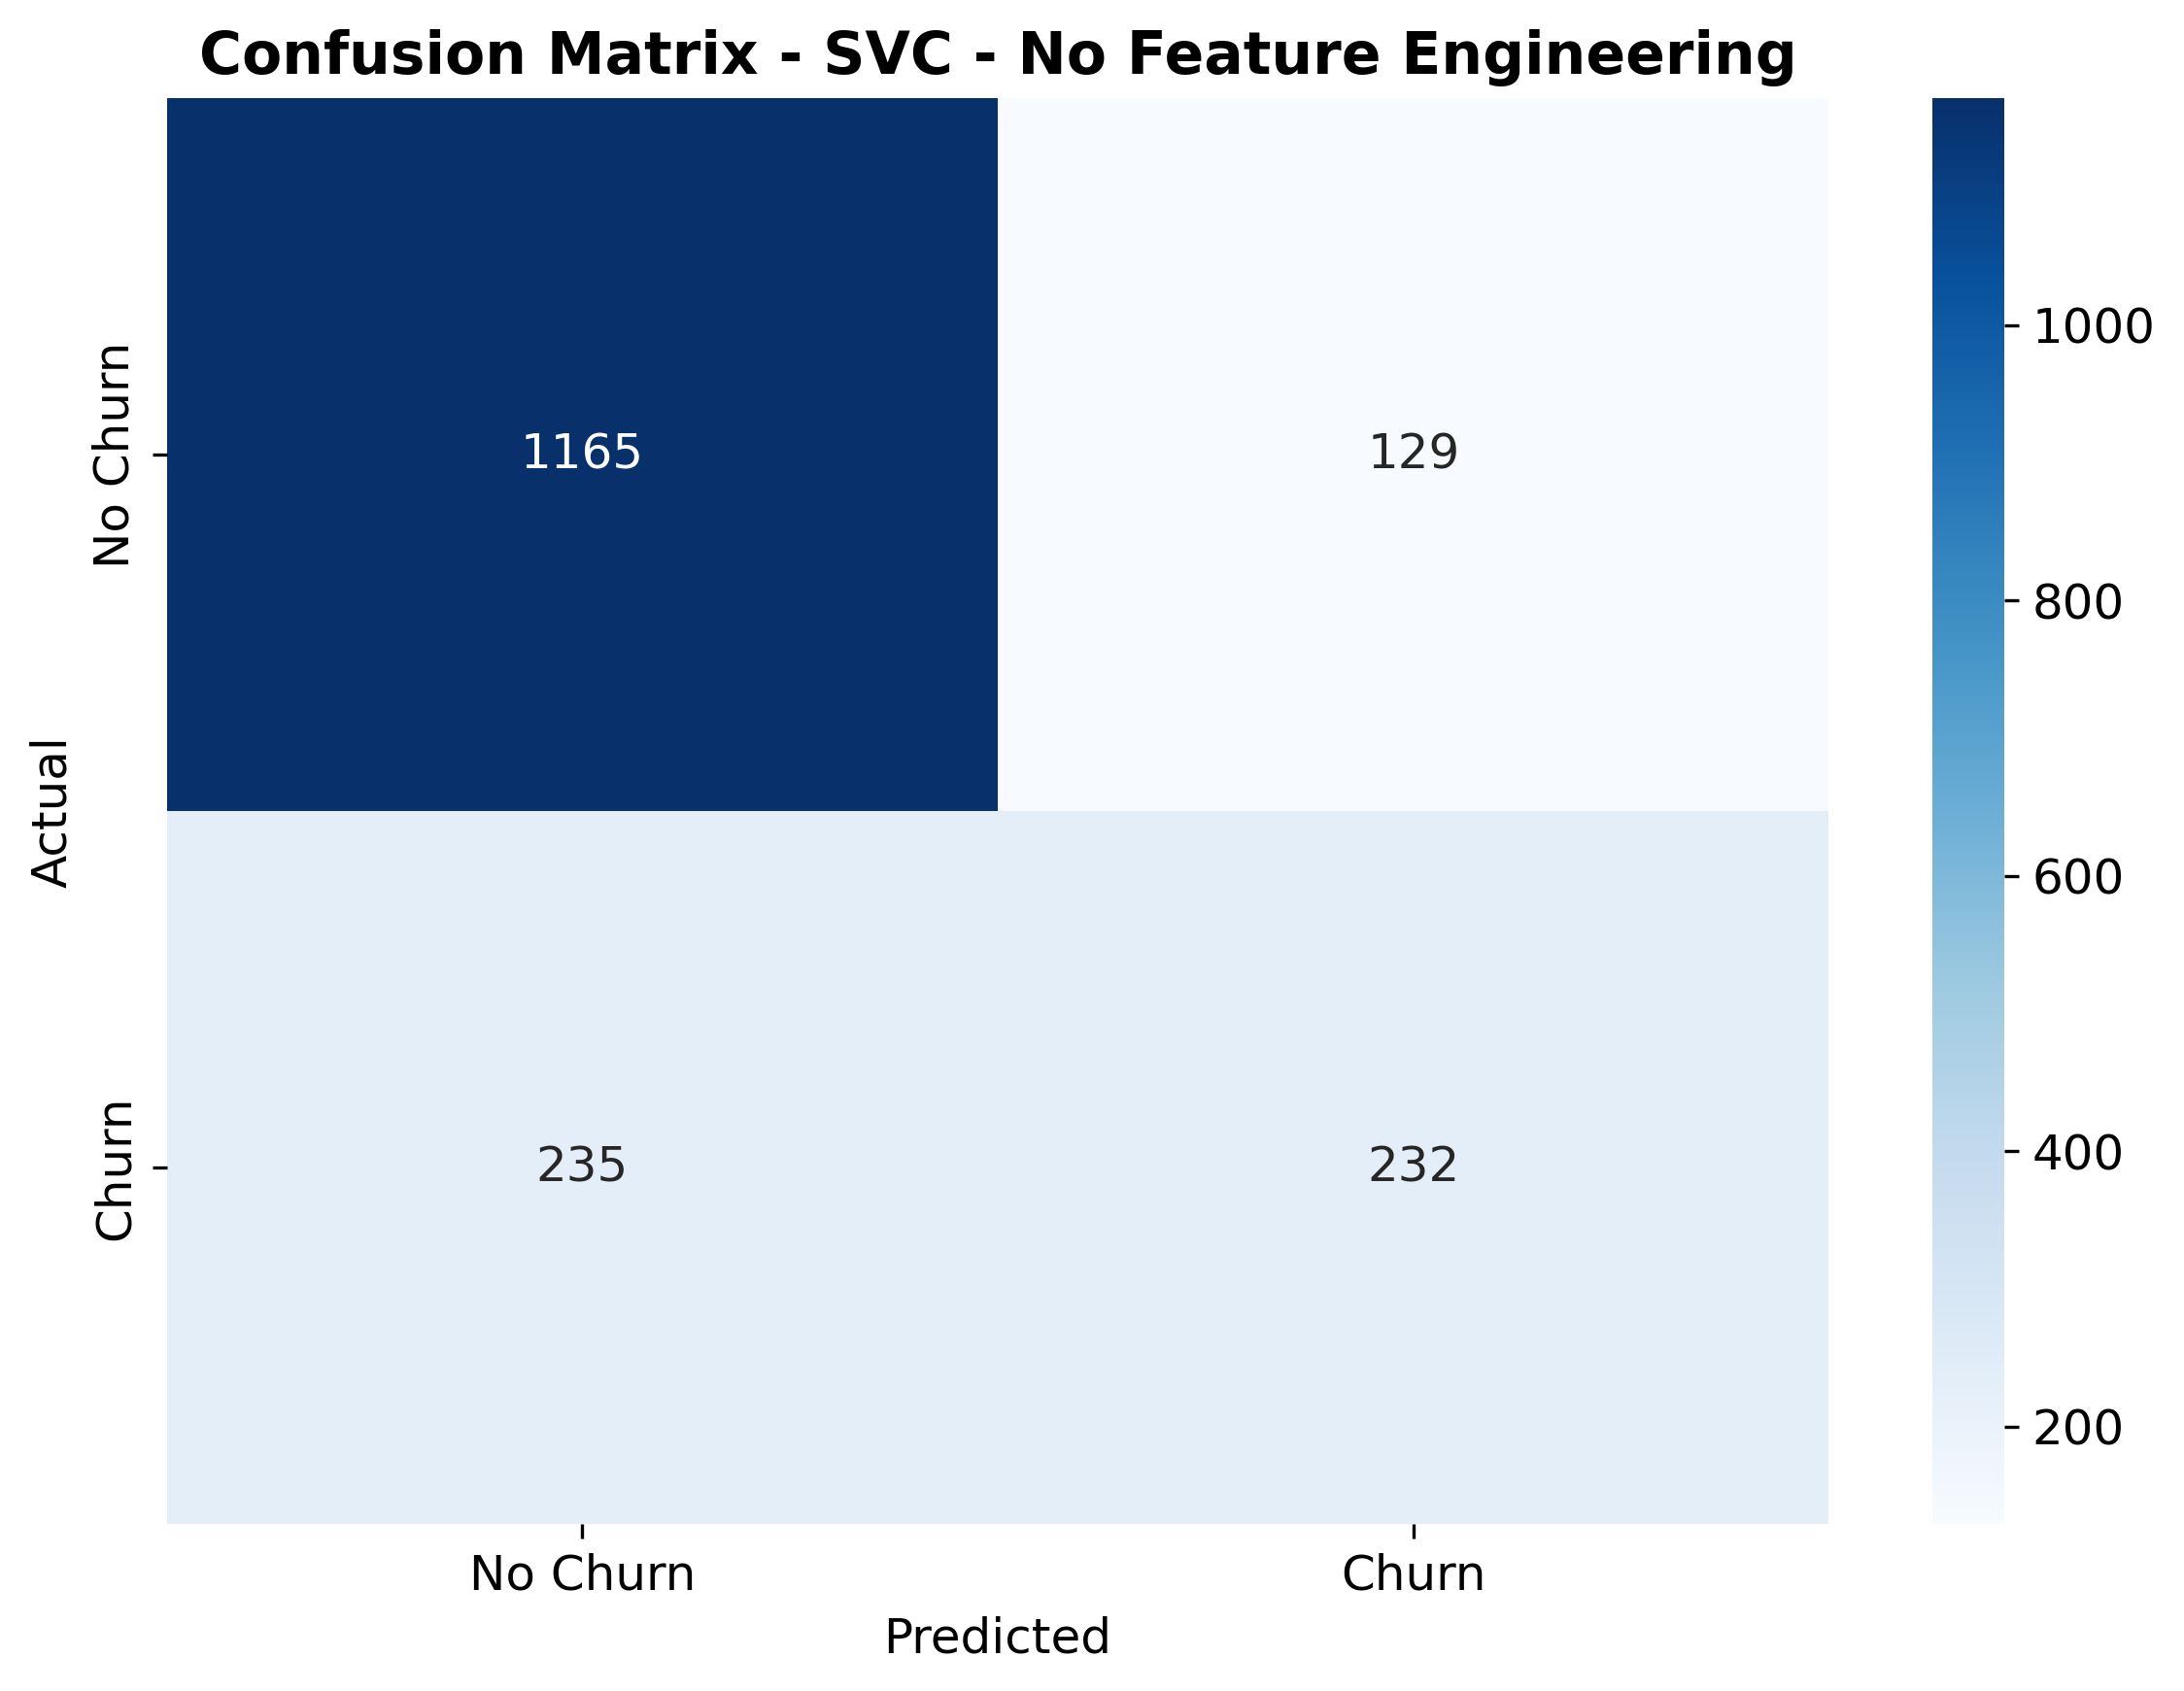 Confusion Matrix - SVC - No Feature Engineering
Actual
No Churn
1165
129
Churn
235
232
No Churn
Churn
Predicted
1000
800
600
400
200